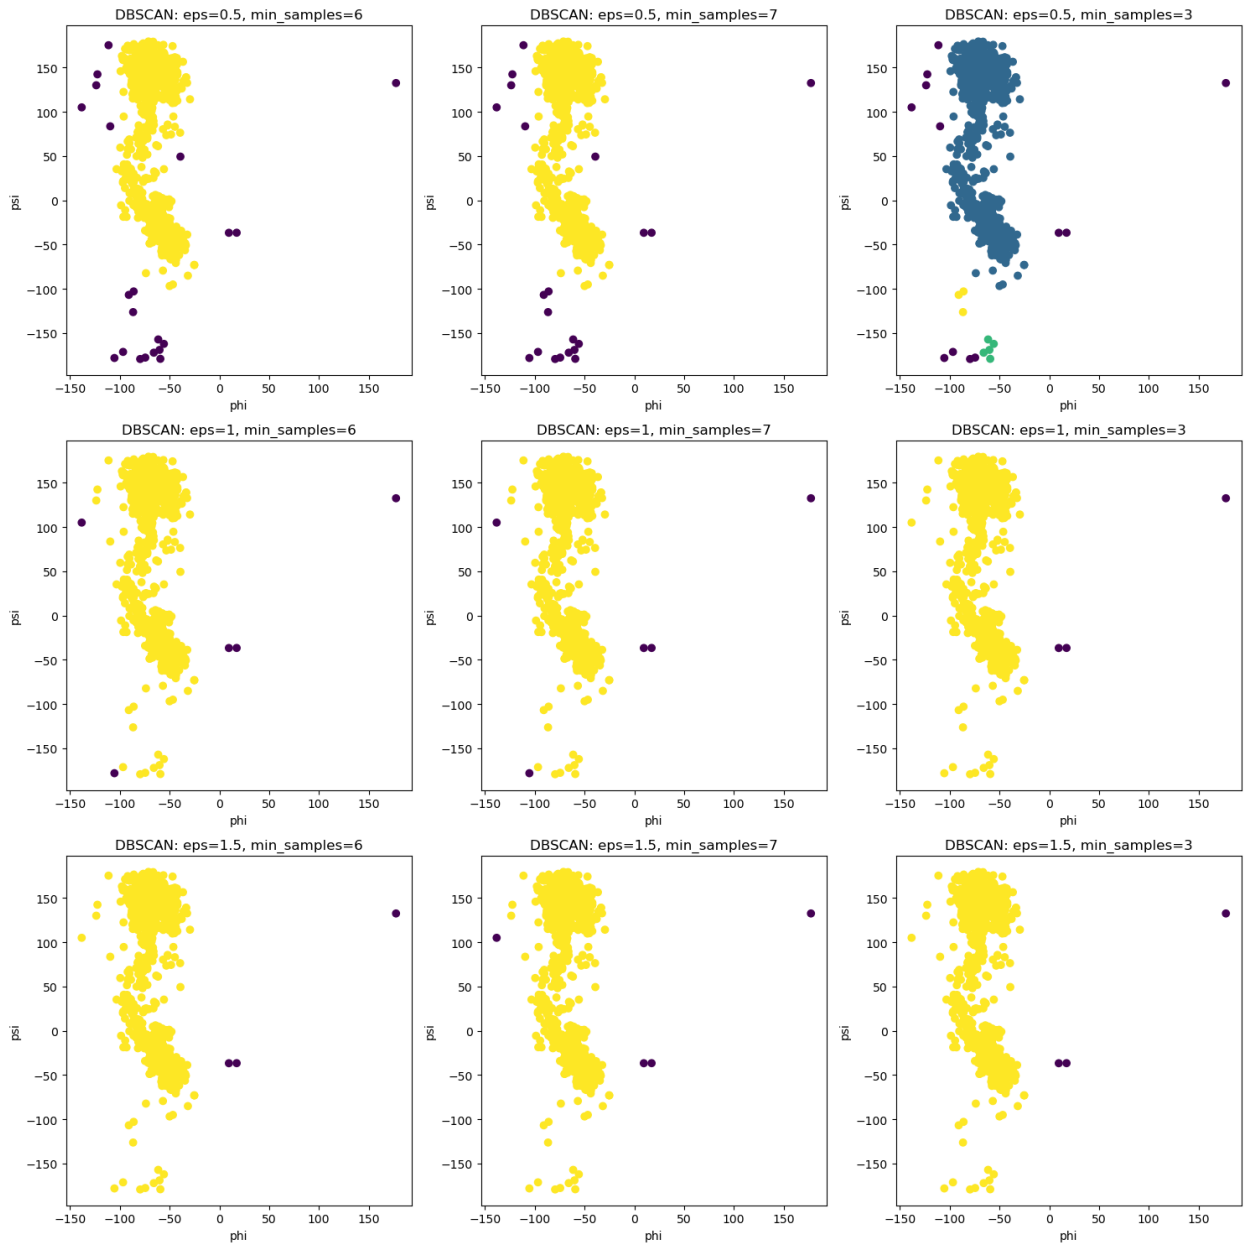 DBSCAN: eps=0.5, min_samples=6
DBSCAN: eps=0.5, min_samples=7
DBSCAN: eps=0.5, min_samples=3
150
100
50
0
−50
−100
−150
psi
−150 −100 −50 0 50 100 150
phi
150
100
50
0
−50
−100
−150
psi
−150 −100 −50 0 50 100 150
phi
150
100
50
0
−50
−100
−150
psi
−150 −100 −50 0 50 100 150
phi
DBSCAN: eps=1, min_samples=6
DBSCAN: eps=1, min_samples=7
DBSCAN: eps=1, min_samples=3
150
100
50
0
−50
−100
−150
psi
−150 −100 −50 0 50 100 150
phi
150
100
50
0
−50
−100
−150
psi
−150 −100 −50 0 50 100 150
phi
150
100
50
0
−50
−100
−150
psi
−150 −100 −50 0 50 100 150
phi
DBSCAN: eps=1.5, min_samples=6
DBSCAN: eps=1.5, min_samples=7
DBSCAN: eps=1.5, min_samples=3
150
100
50
0
−50
−100
−150
psi
−150 −100 −50 0 50 100 150
phi
150
100
50
0
−50
−100
−150
psi
−150 −100 −50 0 50 100 150
phi
150
100
50
0
−50
−100
−150
psi
−150 −100 −50 0 50 100 150
phi